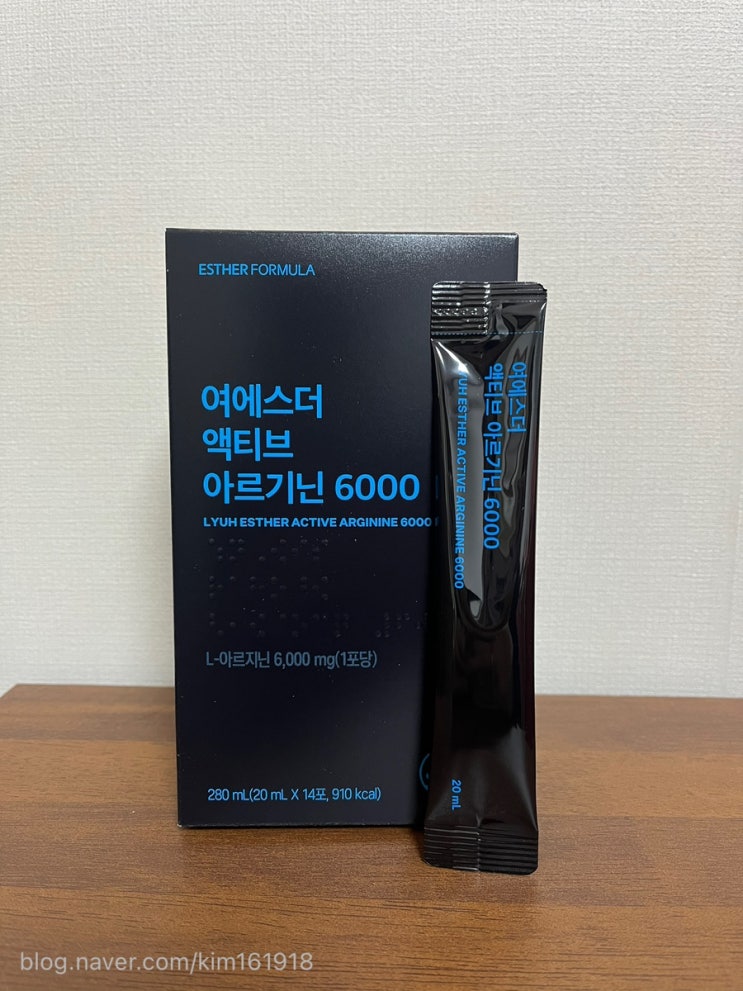 ESTHER FORMULA
여에스더
액티브
아르기닌 6000
LYUH ESTHER ACTIVE ARGININE 6000
L-아르지닌 6,000 mg(1포당)
280 mL(20 mL X 14포, 910 kcal)
여에스더
액티브 아르기닌 6000
LYUH ESTHER ACTIVE ARGININE 6000
20 mL
blog.naver.com/kim161918